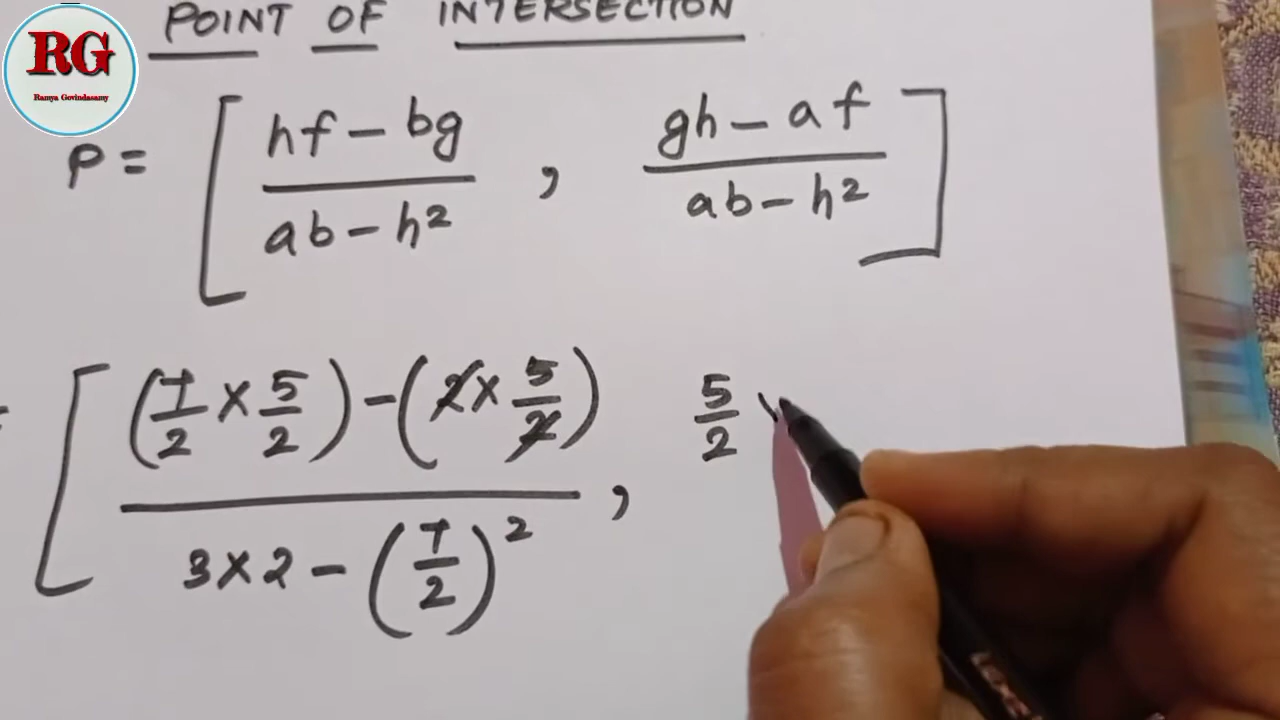 RG
Ramya Govindasamy
POINT OF INTERSECTION
P = [ (hf - bg) / (ab - h²) , (gh - af) / (ab - h²) ]
= [ ((7/2 × 5/2) - (2 × 5/2)) / (3 × 2 - (7/2)²) , 5/2